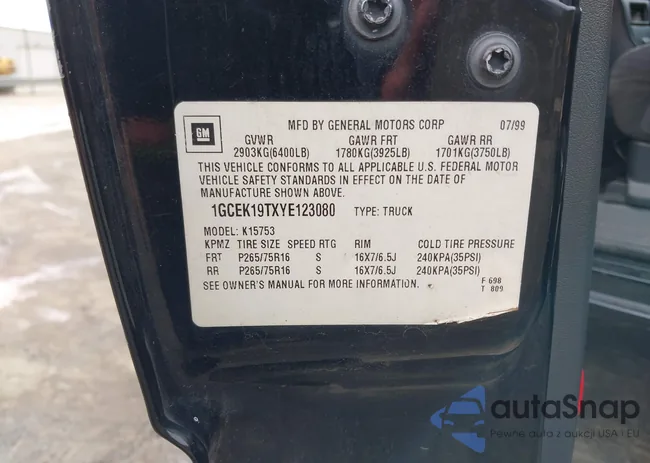 GM
MFD BY GENERAL MOTORS CORP 07/99
GVWR GAWR FRT GAWR RR
2903KG(6400LB) 1780KG(3925LB) 1701KG(3750LB)
THIS VEHICLE CONFORMS TO ALL APPLICABLE U.S. FEDERAL MOTOR
VEHICLE SAFETY STANDARDS IN EFFECT ON THE DATE OF
MANUFACTURE SHOWN ABOVE.
1GCEK19TXYE123080 TYPE: TRUCK
MODEL: K15753
KPMZ TIRE SIZE SPEED RTG RIM COLD TIRE PRESSURE
FRT P265/75R16 S 16X7/6.5J 240KPA(35PSI)
RR P265/75R16 S 16X7/6.5J 240KPA(35PSI)
SEE OWNER'S MANUAL FOR MORE INFORMATION.
F 698
T 809
autoSnap
Pewne auta z aukcji USA i EU